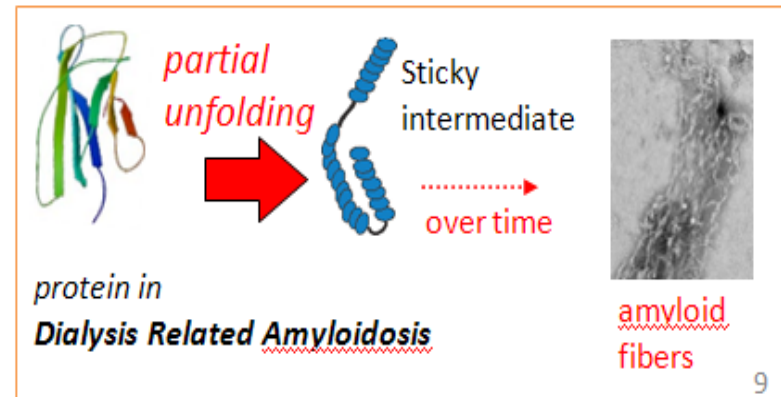 partial
unfolding
Sticky
intermediate
over time
protein in
Dialysis Related Amyloidosis
amyloid
fibers
9